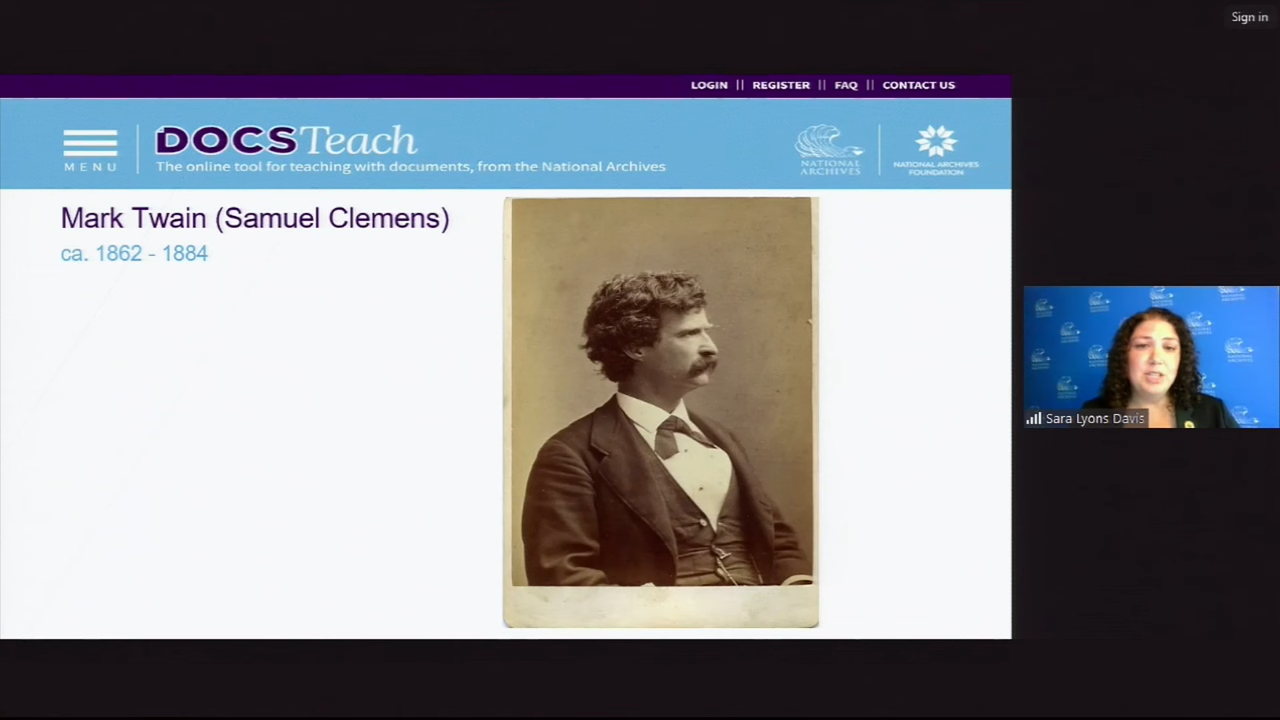 Sign in
LOGIN || REGISTER || FAQ || CONTACT US
MENU
DOCSTeach
The online tool for teaching with documents, from the National Archives
NATIONAL
ARCHIVES
NATIONAL ARCHIVES
FOUNDATION
Mark Twain (Samuel Clemens)
ca. 1862 - 1884
Sara Lyons Davis